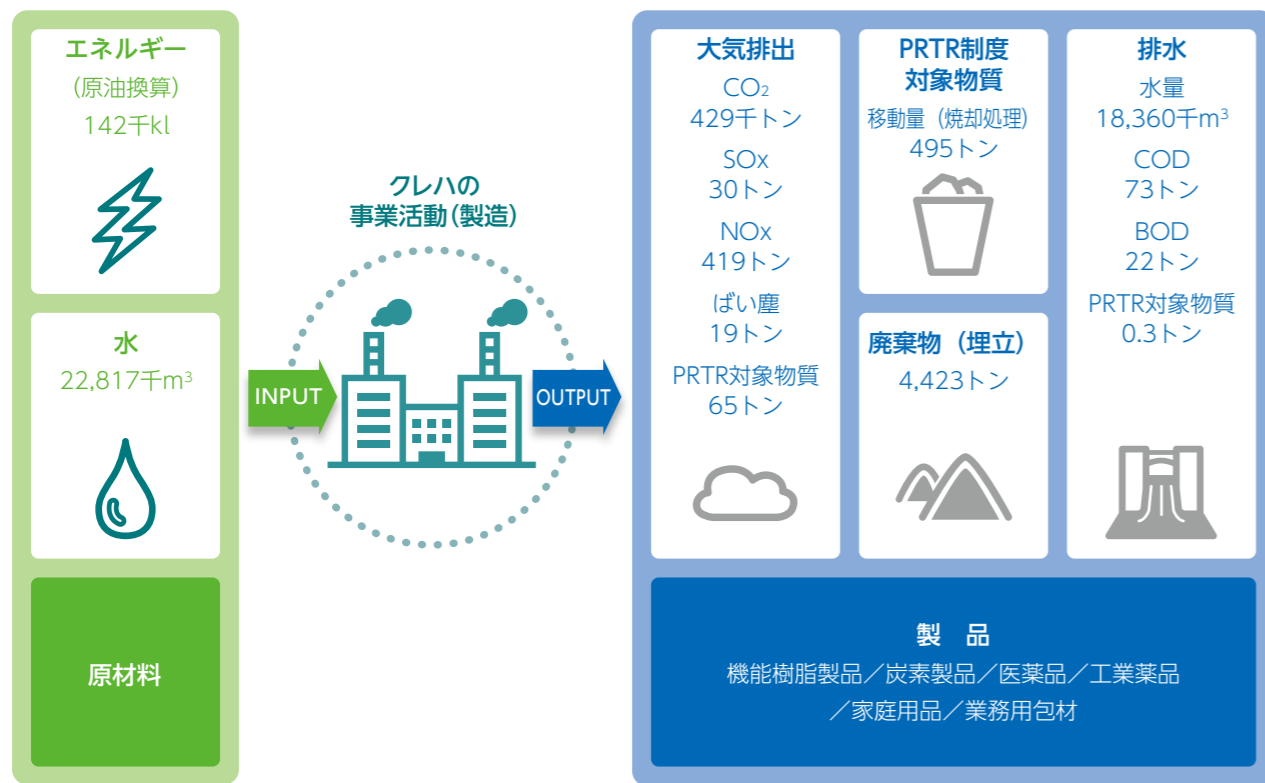 エネルギー
(原油換算)
142千kl
水
22,817千m³
原材料
クレハの
事業活動(製造)
INPUT
OUTPUT
大気排出
CO₂
429千トン
SOx
30トン
NOx
419トン
ばい塵
19トン
PRTR対象物質
65トン
PRTR制度
対象物質
移動量（焼却処理）
495トン
廃棄物（埋立）
4,423トン
排水
水量
18,360千m³
COD
73トン
BOD
22トン
PRTR対象物質
0.3トン
製　品
機能樹脂製品／炭素製品／医薬品／工業薬品
／家庭用品／業務用包材